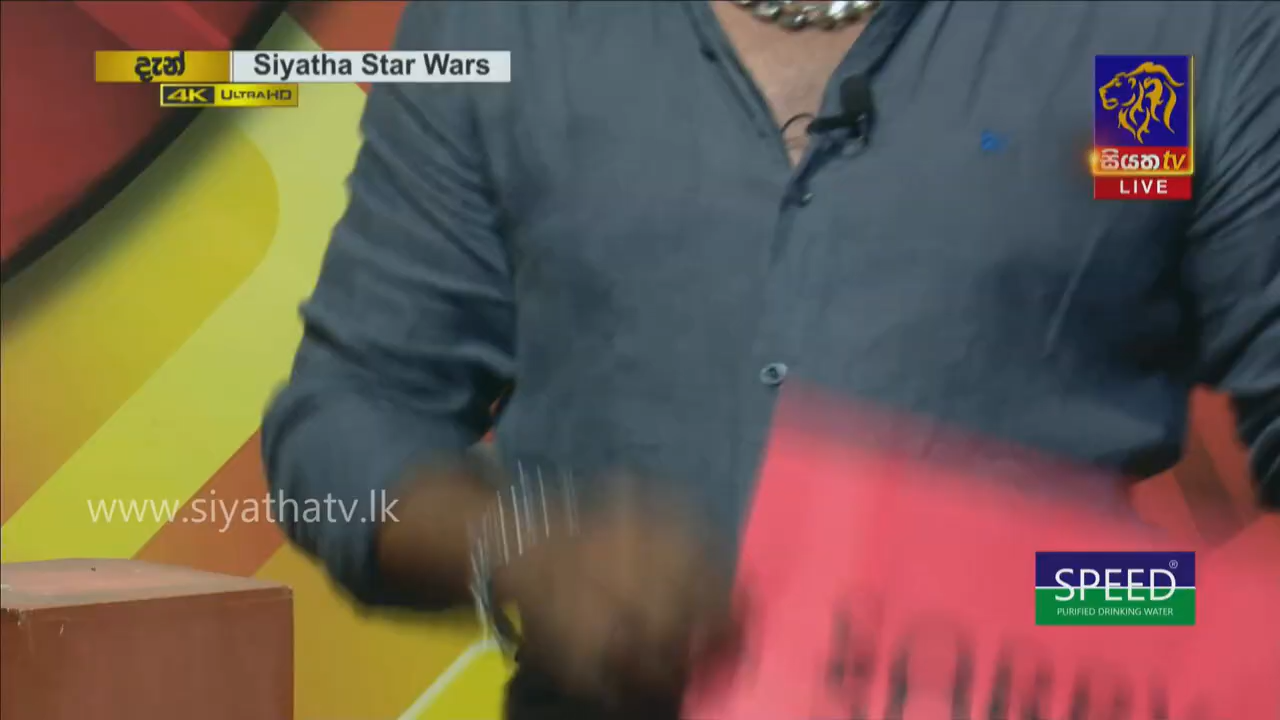 දැන් Siyatha Star Wars
4K ULTRAHD
සියත tv
LIVE
www.siyathatv.lk
SPEED®
PURIFIED DRINKING WATER